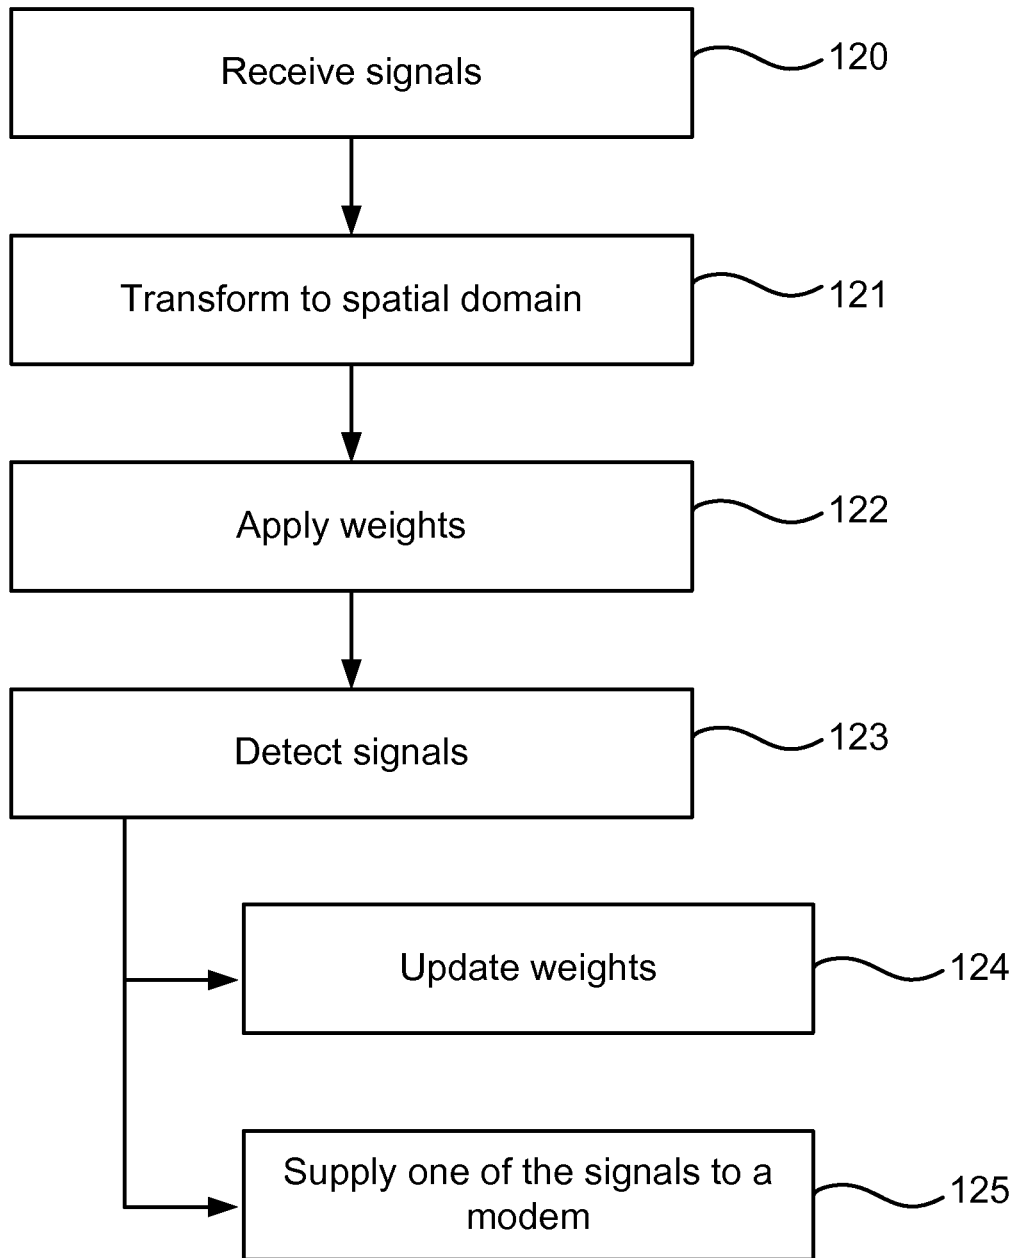 Receive signals
120
Transform to spatial domain
121
Apply weights
122
Detect signals
123
Update weights
124
Supply one of the signals to a
modem
125